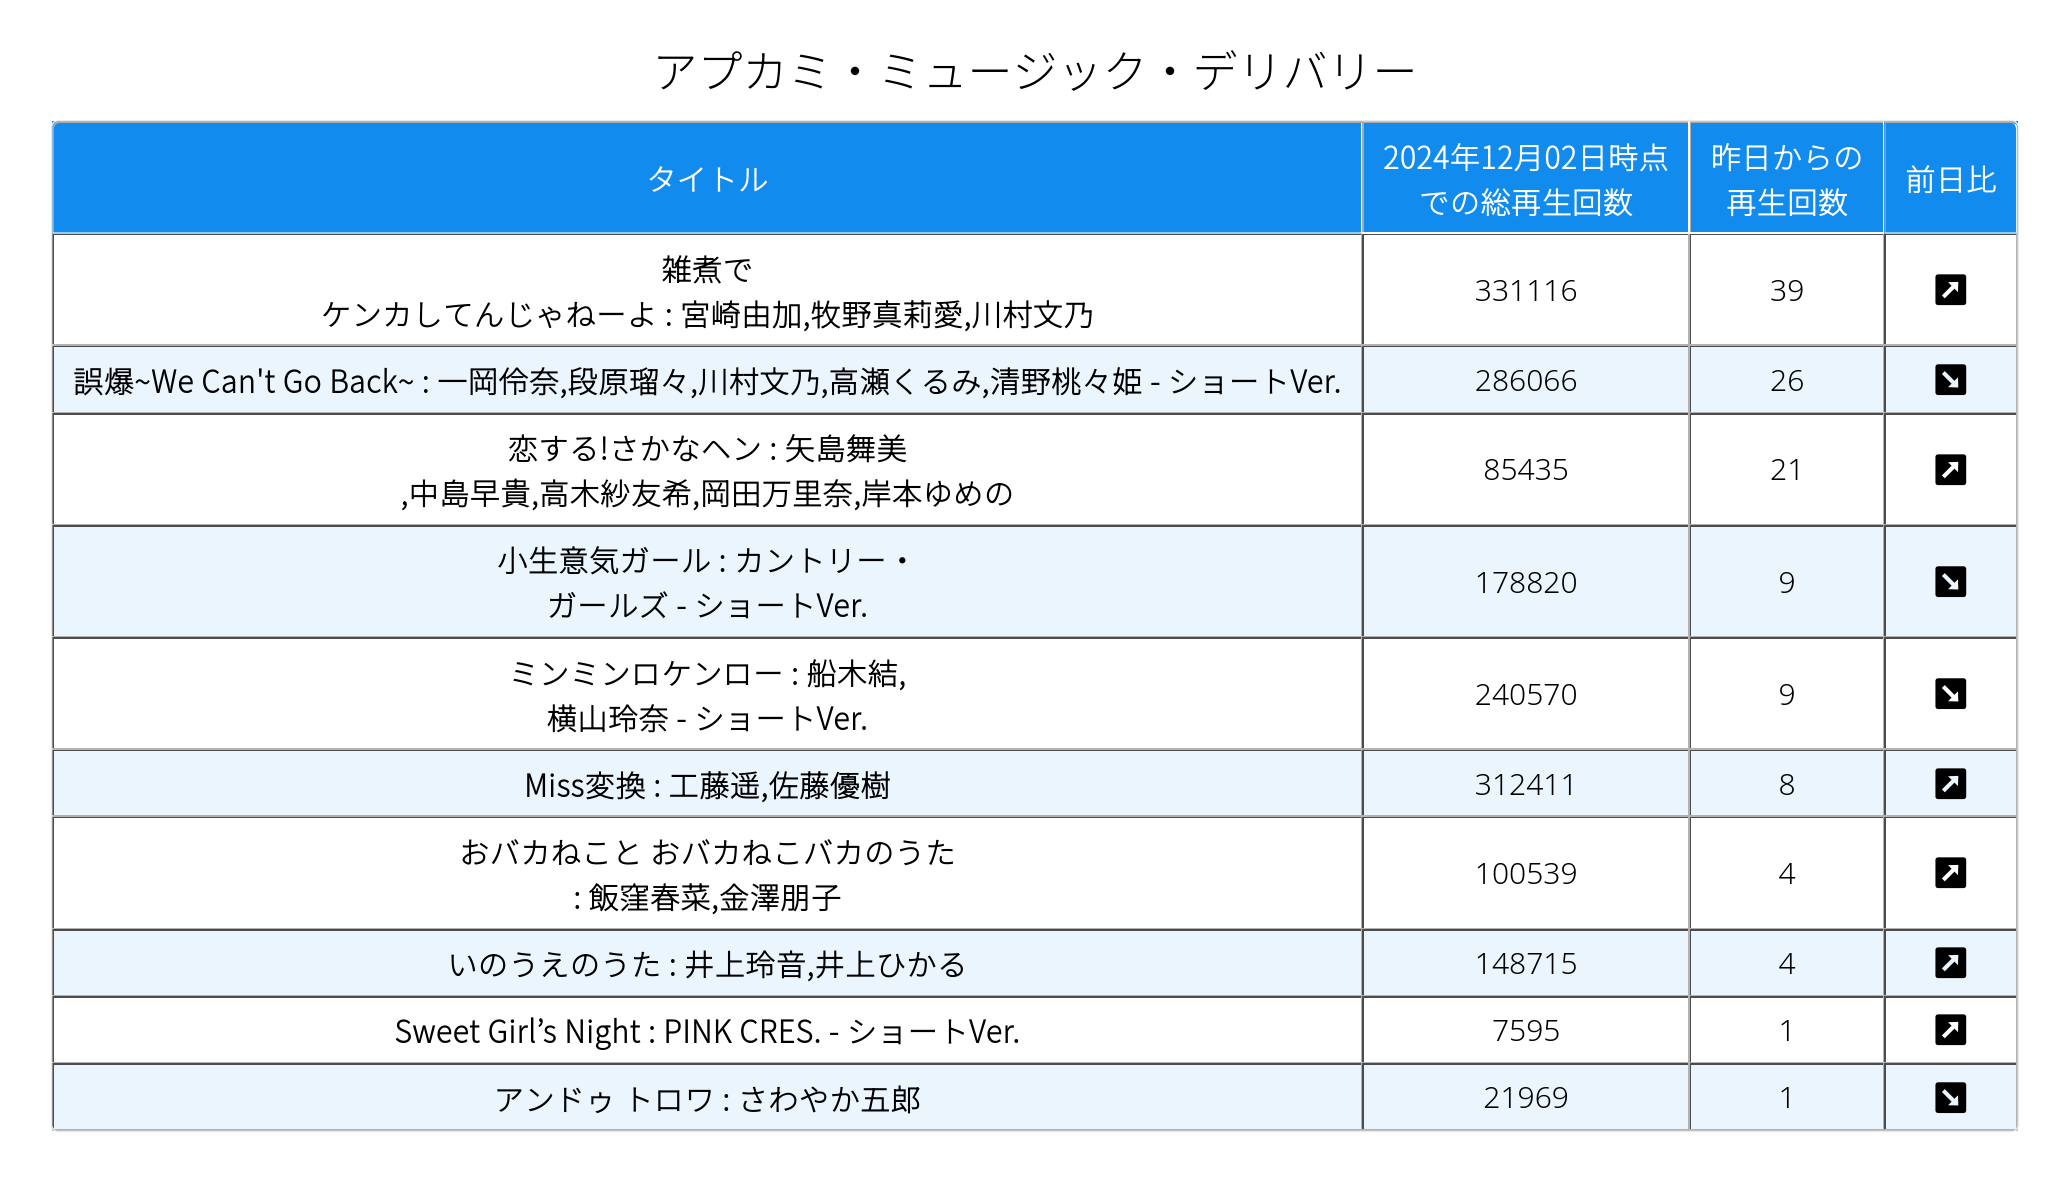 アプカミ・ミュージック・デリバリー
タイトル
2024年12月02日時点
での総再生回数
昨日からの
再生回数
前日比
雑煮で
ケンカしてんじゃねーよ : 宮崎由加,牧野真莉愛,川村文乃
331116
39
誤爆~We Can't Go Back~ : 一岡伶奈,段原瑠々,川村文乃,高瀬くるみ,清野桃々姫 - ショートVer.
286066
26
恋する!さかなヘン : 矢島舞美
,中島早貴,高木紗友希,岡田万里奈,岸本ゆめの
85435
21
小生意気ガール : カントリー・
ガールズ - ショートVer.
178820
9
ミンミンロケンロー : 船木結,
横山玲奈 - ショートVer.
240570
9
Miss変換 : 工藤遥,佐藤優樹
312411
8
おバカねこと おバカねこバカのうた
: 飯窪春菜,金澤朋子
100539
4
いのうえのうた : 井上玲音,井上ひかる
148715
4
Sweet Girl’s Night : PINK CRES. - ショートVer.
7595
1
アンドゥ トロワ : さわやか五郎
21969
1